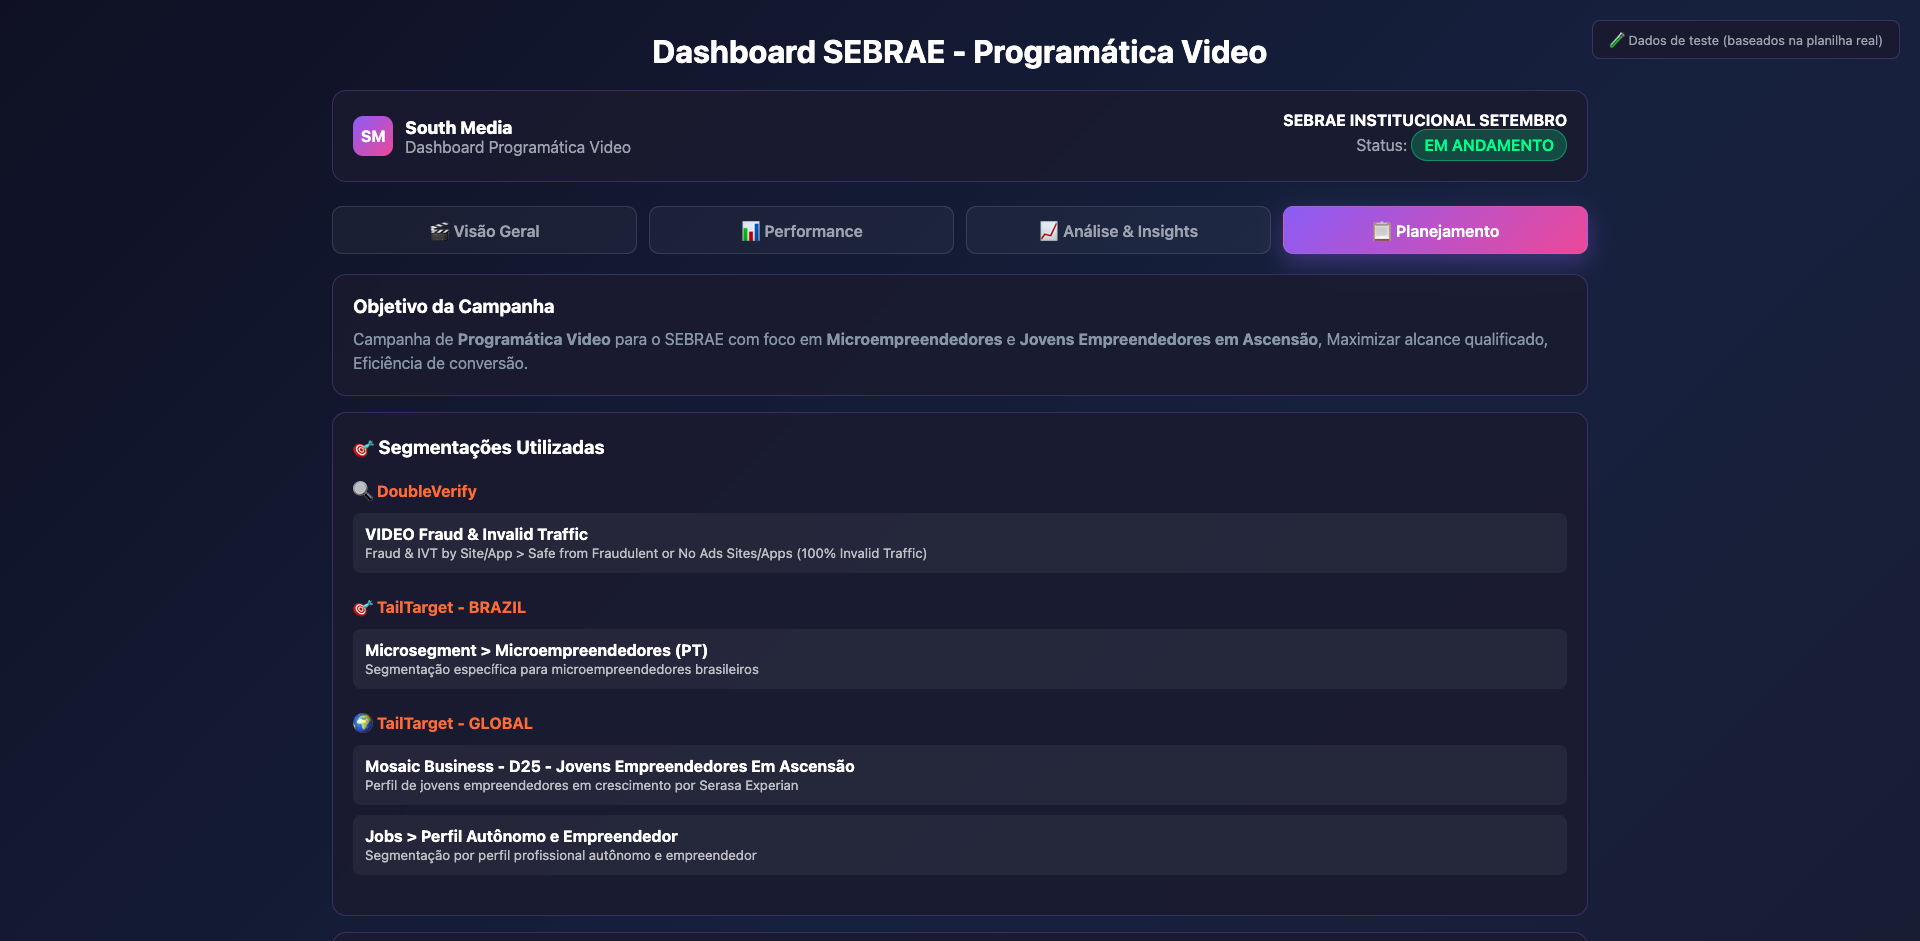 Dashboard SEBRAE - Programática Video
Dados de teste (baseados na planilha real)
SM
South Media
Dashboard Programática Video
SEBRAE INSTITUCIONAL SETEMBRO
Status: EM ANDAMENTO
Visão Geral
Performance
Análise & Insights
Planejamento
Objetivo da Campanha
Campanha de Programática Video para o SEBRAE com foco em Microempreendedores e Jovens Empreendedores em Ascensão, Maximizar alcance qualificado,
Eficiência de conversão.
Segmentações Utilizadas
DoubleVerify
VIDEO Fraud & Invalid Traffic
Fraud & IVT by Site/App > Safe from Fraudulent or No Ads Sites/Apps (100% Invalid Traffic)
TailTarget - BRAZIL
Microsegment > Microempreendedores (PT)
Segmentação específica para microempreendedores brasileiros
TailTarget - GLOBAL
Mosaic Business - D25 - Jovens Empreendedores Em Ascensão
Perfil de jovens empreendedores em crescimento por Serasa Experian
Jobs > Perfil Autônomo e Empreendedor
Segmentação por perfil profissional autônomo e empreendedor